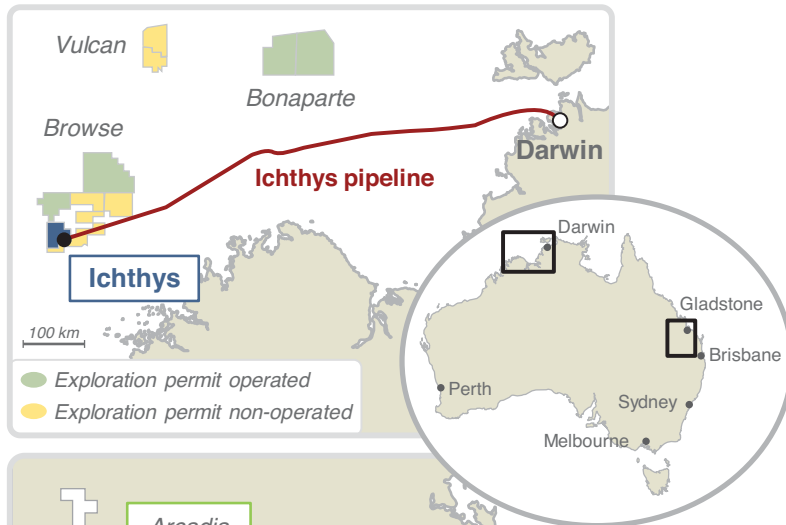 Vulcan
Bonaparte
Browse
Darwin
Ichthys pipeline
Ichthys
100 km
Exploration permit operated
Exploration permit non-operated
Darwin
Gladstone
Brisbane
Perth
Sydney
Melbourne
Arcadia